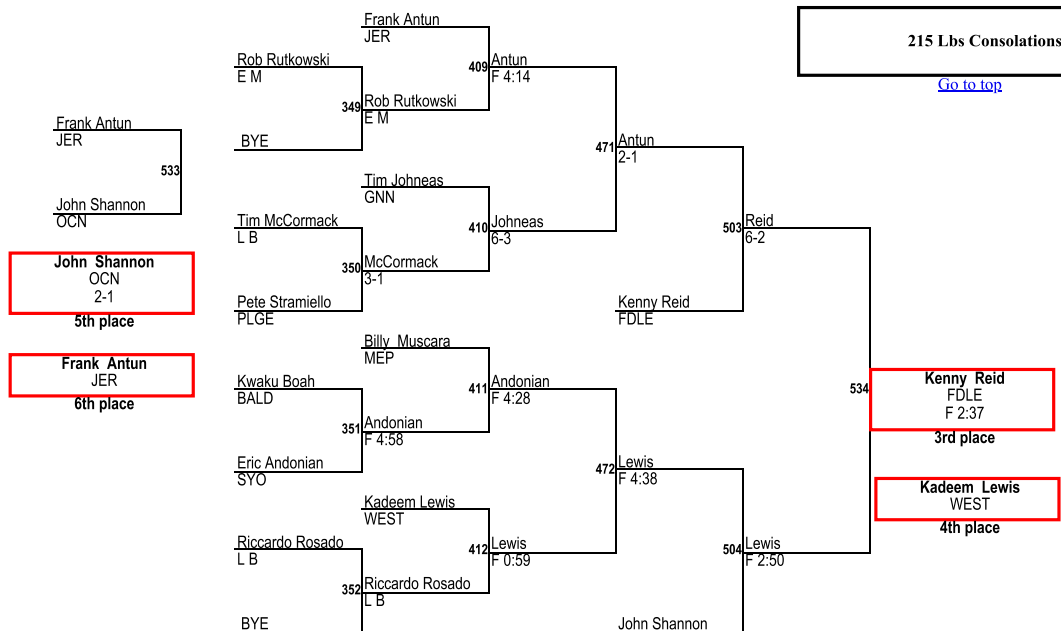 215 Lbs Consolations
Go to top
Frank Antun
JER
533
John Shannon
OCN
John Shannon
OCN
2-1
5th place
Frank Antun
JER
6th place
Rob Rutkowski
E M
349
BYE
Tim McCormack
L B
350
Pete Stramiello
PLGE
Kwaku Boah
BALD
351
Eric Andonian
SYO
Riccardo Rosado
L B
352
BYE
Frank Antun
JER
409
Rob Rutkowski
E M
Tim Johneas
GNN
410
McCormack
3-1
Billy Muscara
MEP
411
Andonian
F 4:58
Kadeem Lewis
WEST
412
Riccardo Rosado
L B
Antun
F 4:14
471
Johneas
6-3
Andonian
F 4:28
472
Lewis
F 0:59
Antun
2-1
503
Kenny Reid
FDLE
Lewis
F 4:38
504
John Shannon
Reid
6-2
534
Lewis
F 2:50
Kenny Reid
FDLE
F 2:37
3rd place
Kadeem Lewis
WEST
4th place